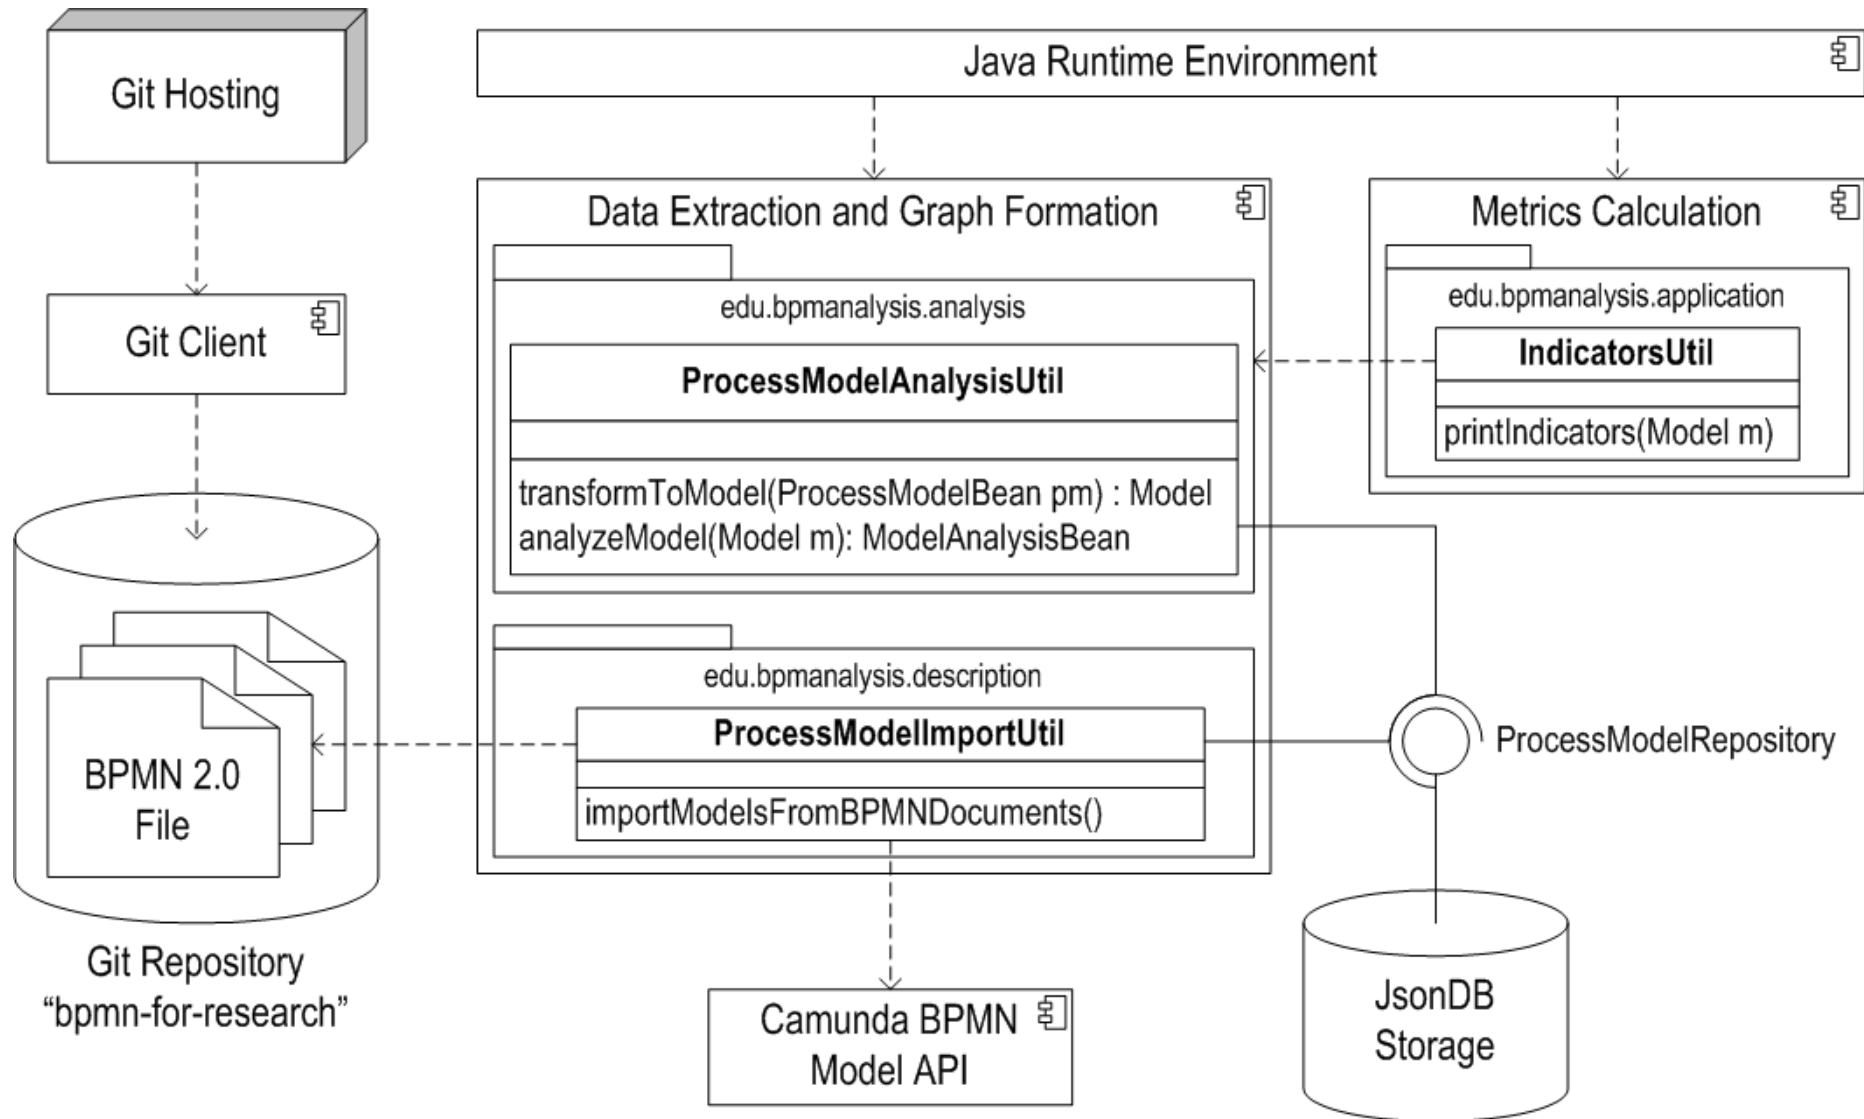 Git Hosting
Java Runtime Environment
Data Extraction and Graph Formation
Metrics Calculation
edu.bpmanalysis.analysis
edu.bpmanalysis.application
ProcessModelAnalysisUtil
IndicatorsUtil
printIndicators(Model m)
Git Client
transformToModel(ProcessModelBean pm) : Model
analyzeModel(Model m): ModelAnalysisBean
edu.bpmanalysis.description
ProcessModelImportUtil
importModelsFromBPMNDocuments()
ProcessModelRepository
BPMN 2.0
File
Git Repository
“bpmn-for-research”
Camunda BPMN
Model API
JsonDB
Storage